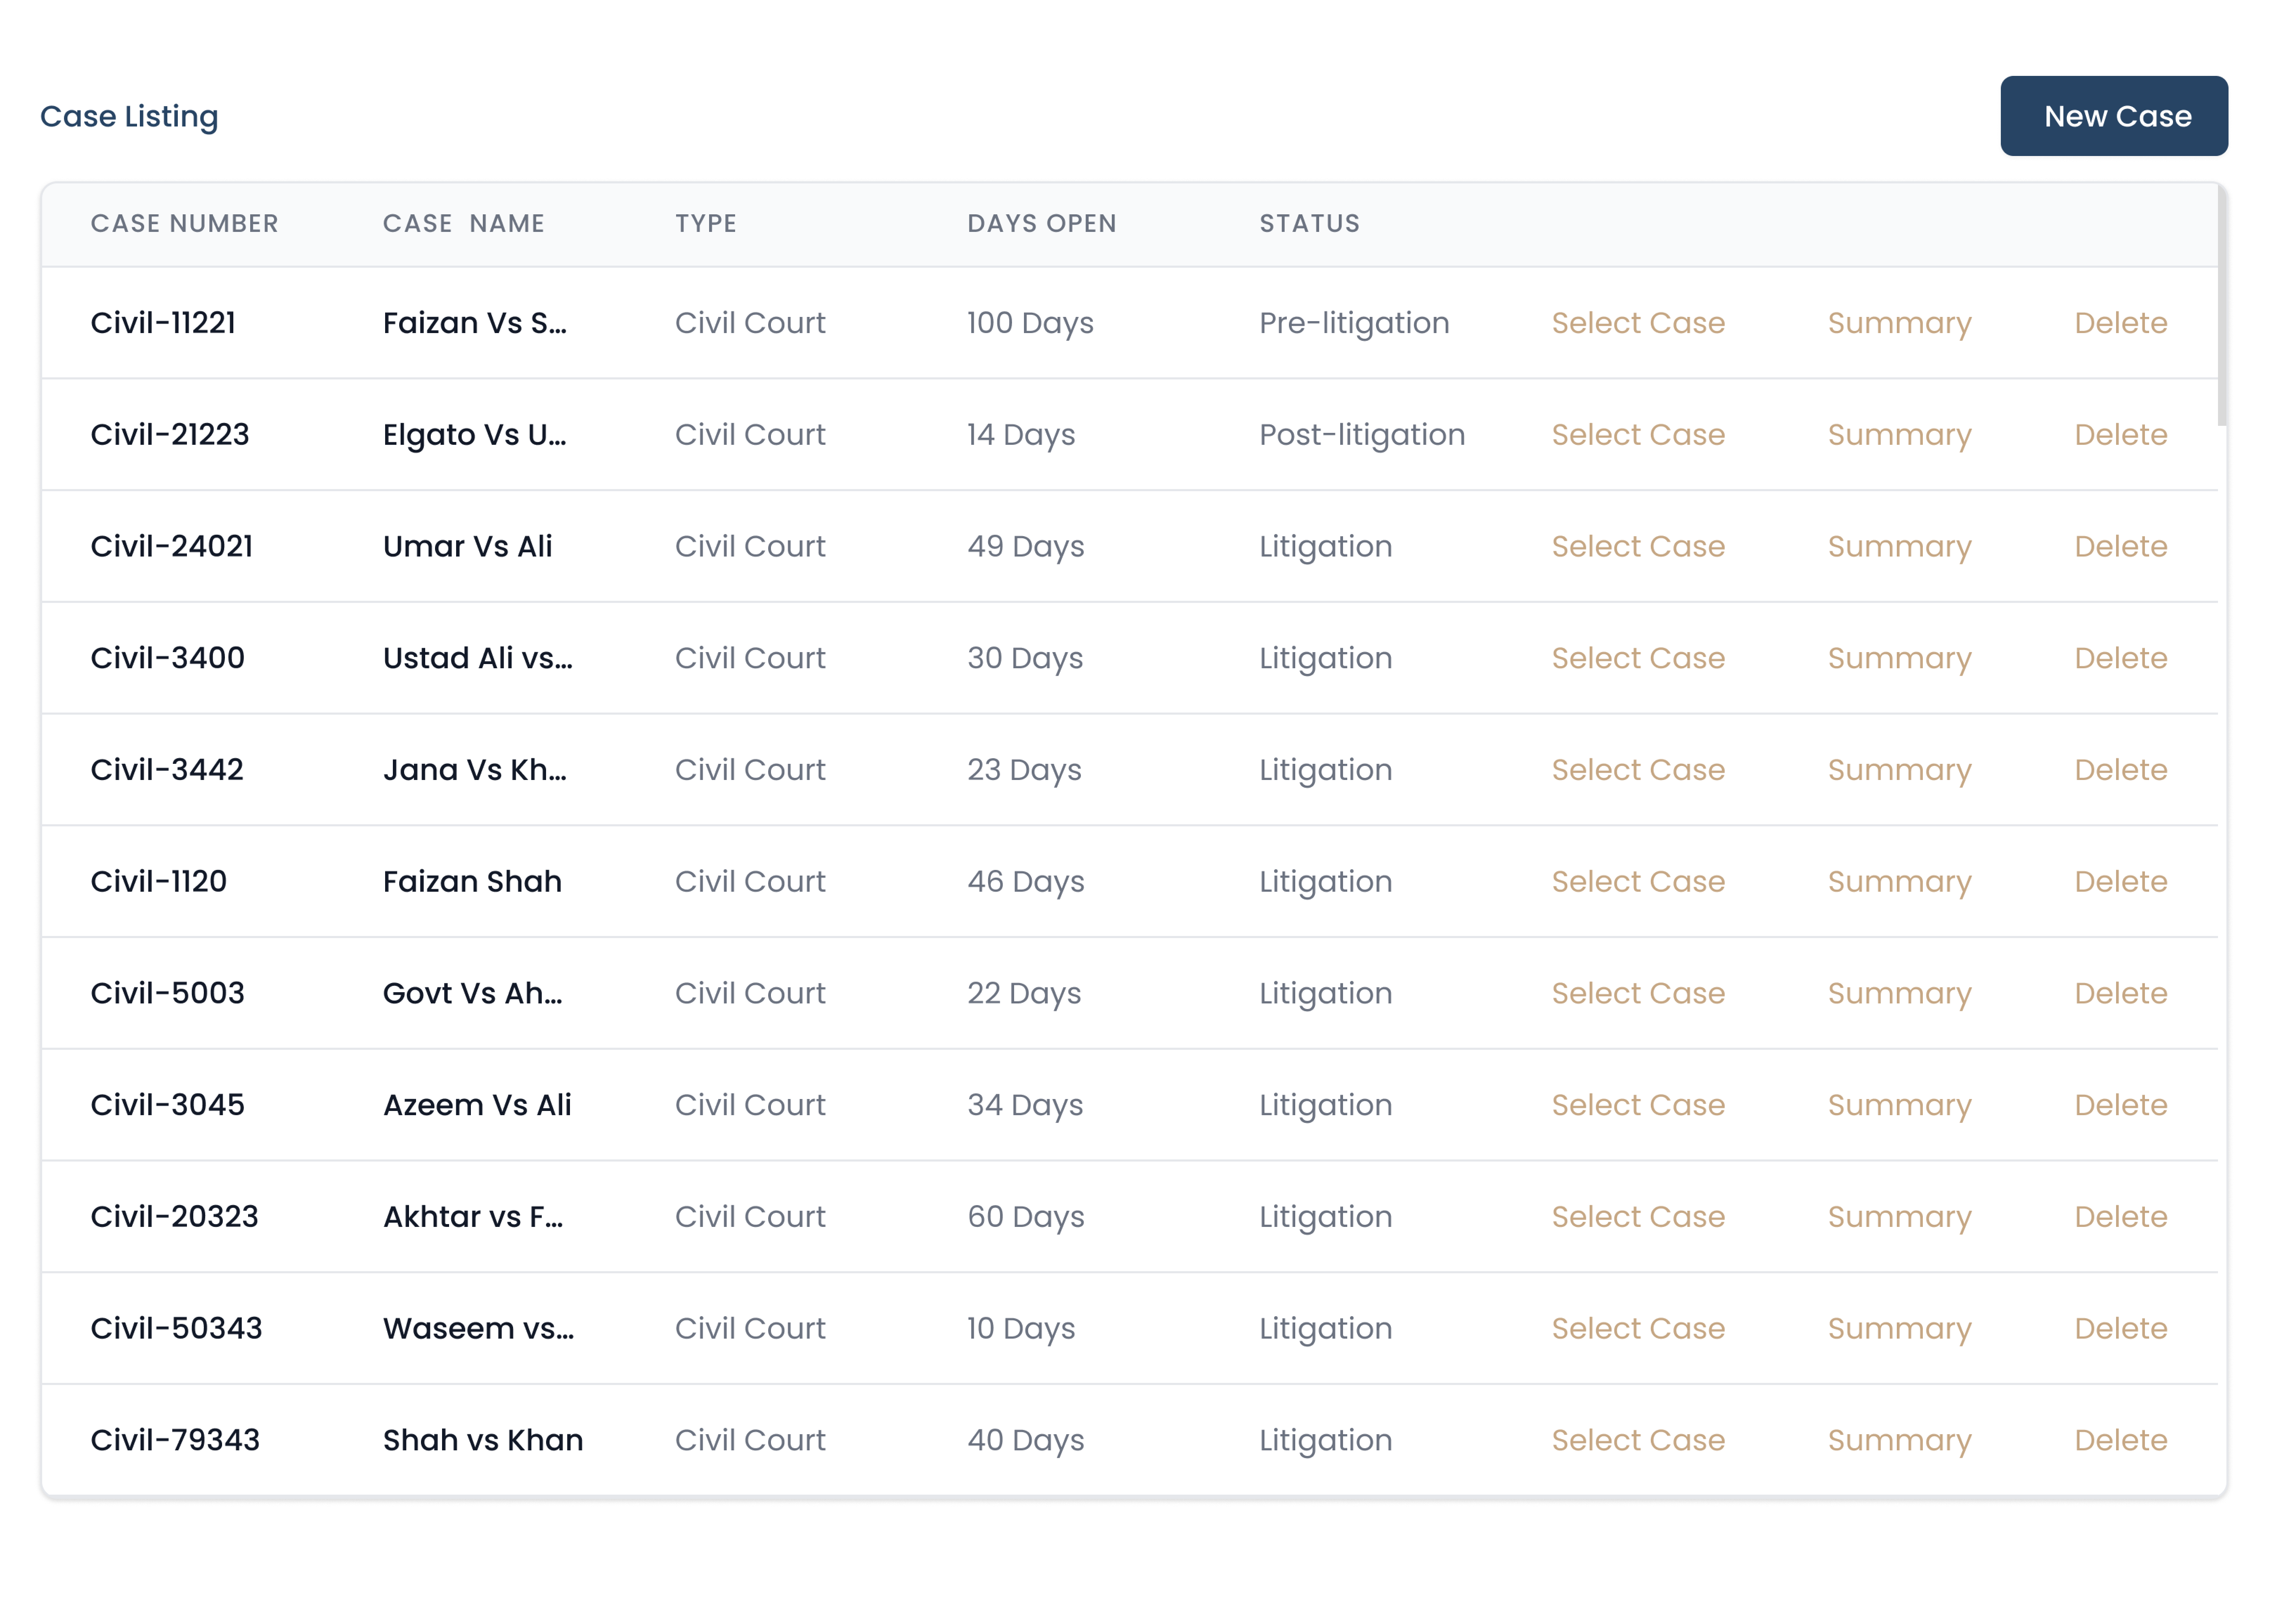 Case Listing New Case
CASE NUMBER CASE  NAME TYPE DAYS OPEN STATUS
Civil-11221 Faizan Vs S... Civil Court 100 Days Pre-litigation Select Case Summary Delete
Civil-21223 Elgato Vs U... Civil Court 14 Days Post-litigation Select Case Summary Delete
Civil-24021 Umar Vs Ali Civil Court 49 Days Litigation Select Case Summary Delete
Civil-3400 Ustad Ali vs... Civil Court 30 Days Litigation Select Case Summary Delete
Civil-3442 Jana Vs Kh... Civil Court 23 Days Litigation Select Case Summary Delete
Civil-1120 Faizan Shah Civil Court 46 Days Litigation Select Case Summary Delete
Civil-5003 Govt Vs Ah... Civil Court 22 Days Litigation Select Case Summary Delete
Civil-3045 Azeem Vs Ali Civil Court 34 Days Litigation Select Case Summary Delete
Civil-20323 Akhtar vs F... Civil Court 60 Days Litigation Select Case Summary Delete
Civil-50343 Waseem vs... Civil Court 10 Days Litigation Select Case Summary Delete
Civil-79343 Shah vs Khan Civil Court 40 Days Litigation Select Case Summary Delete